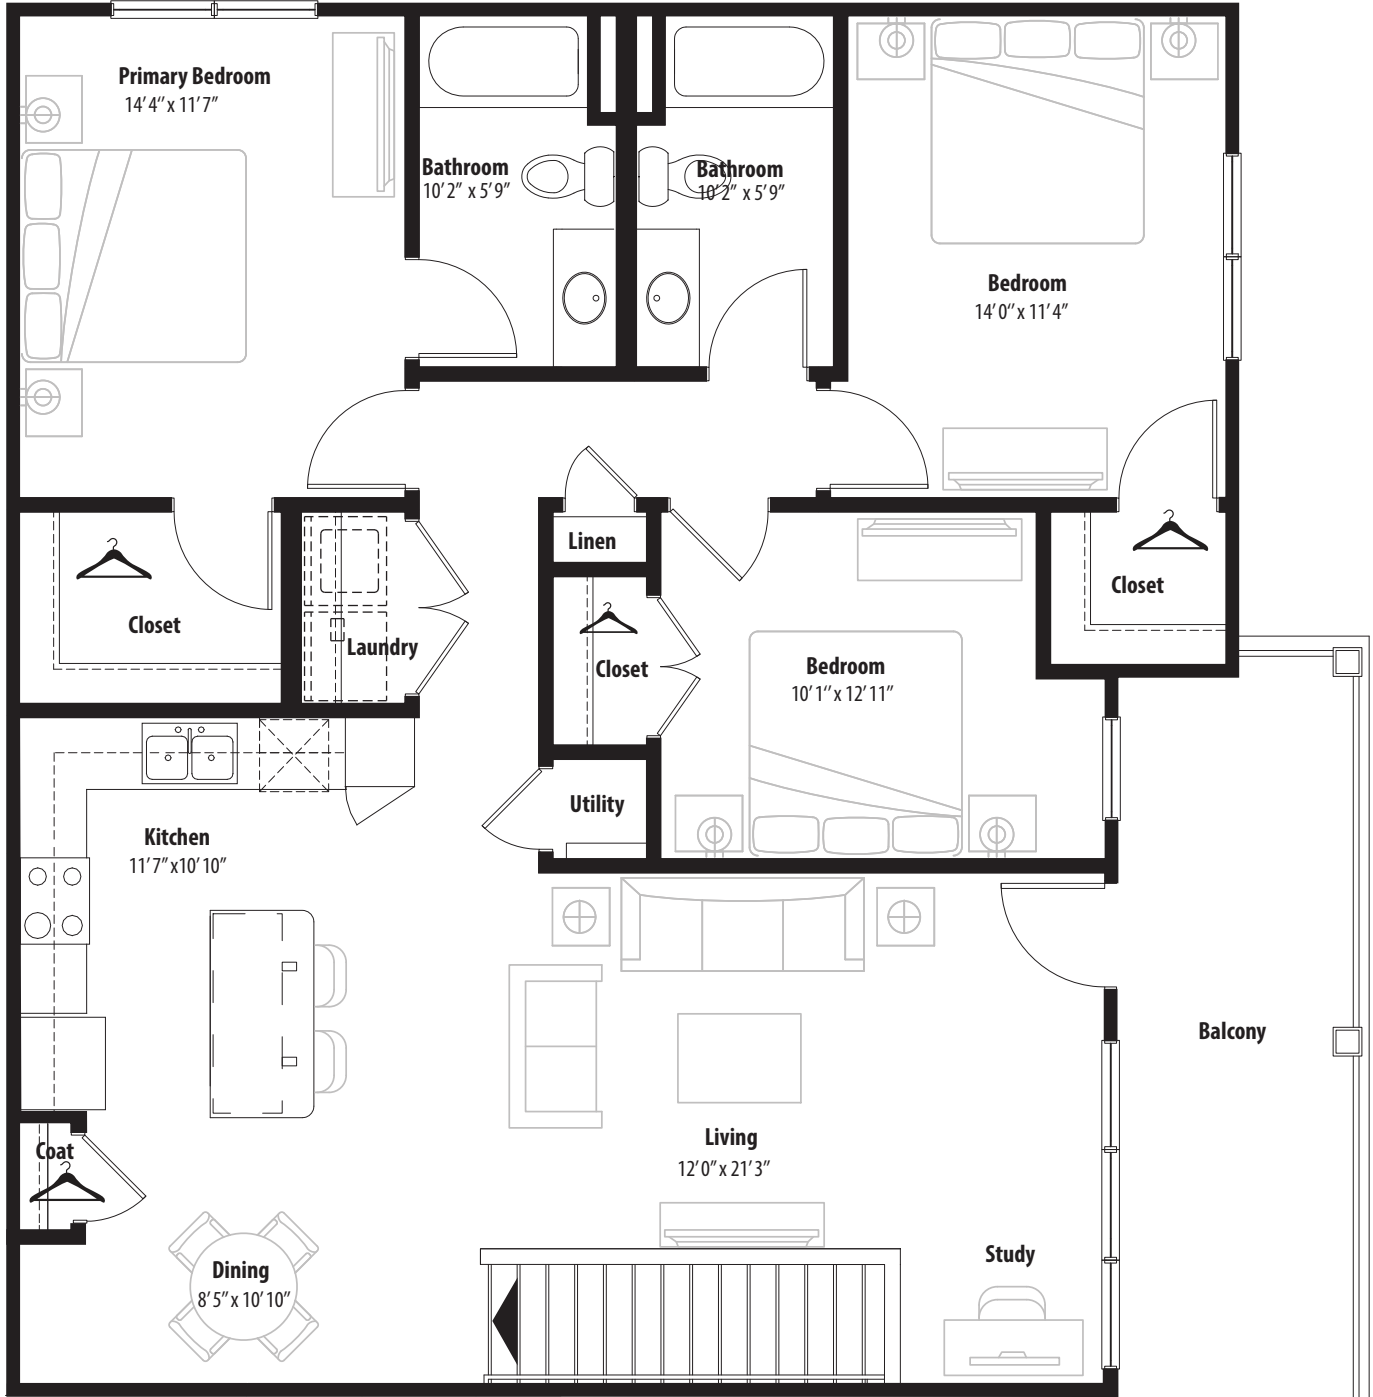 Primary Bedroom
14'4" x 11'7"
Bathroom
10'2" x 5'9"
Bathroom
10'2" x 5'9"
Bedroom
14'0" x 11'4"
Linen
Closet
Closet
Laundry
Closet
Bedroom
10'1" x 12'11"
Utility
Kitchen
11'7" x10'10"
Balcony
Living
12'0" x 21'3"
Coat
Study
Dining
8'5" x 10'10"